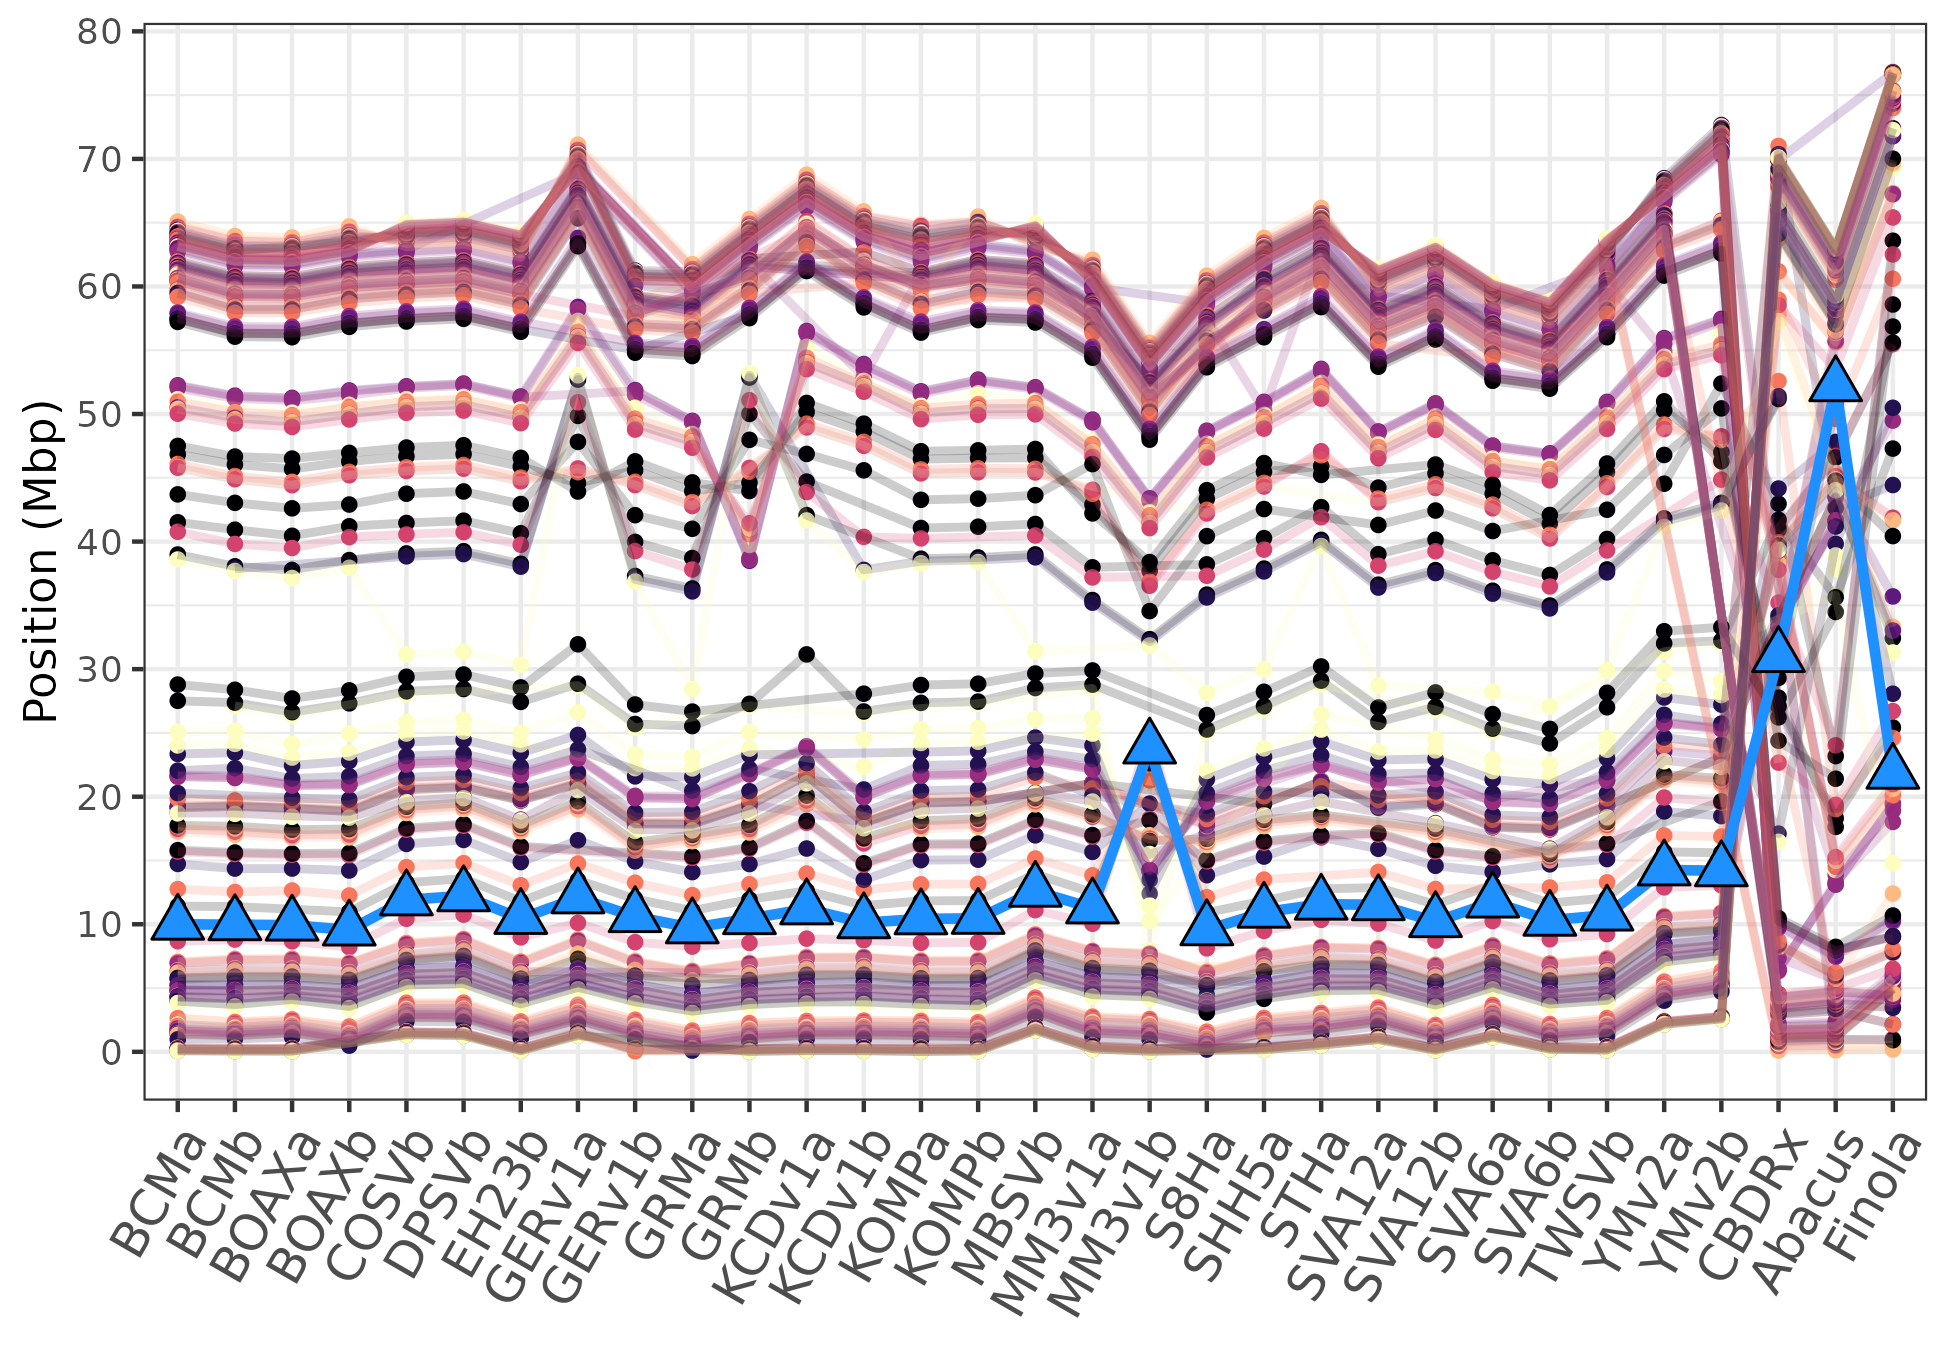 80
70
60
50
40
30
20
10
0
Position (Mbp)
BCMa
BCMb
BOAXa
BOAXb
COSVb
DPSVb
EH23b
GERv1a
GERv1b
GRMa
GRMb
KCDv1a
KCDv1b
KOMPa
KOMPb
MBSVb
MM3v1a
MM3v1b
S8Ha
SHH5a
STHa
SVA12a
SVA12b
SVA6a
SVA6b
TWSVb
YMv2a
YMv2b
CBDRx
Abacus
Finola